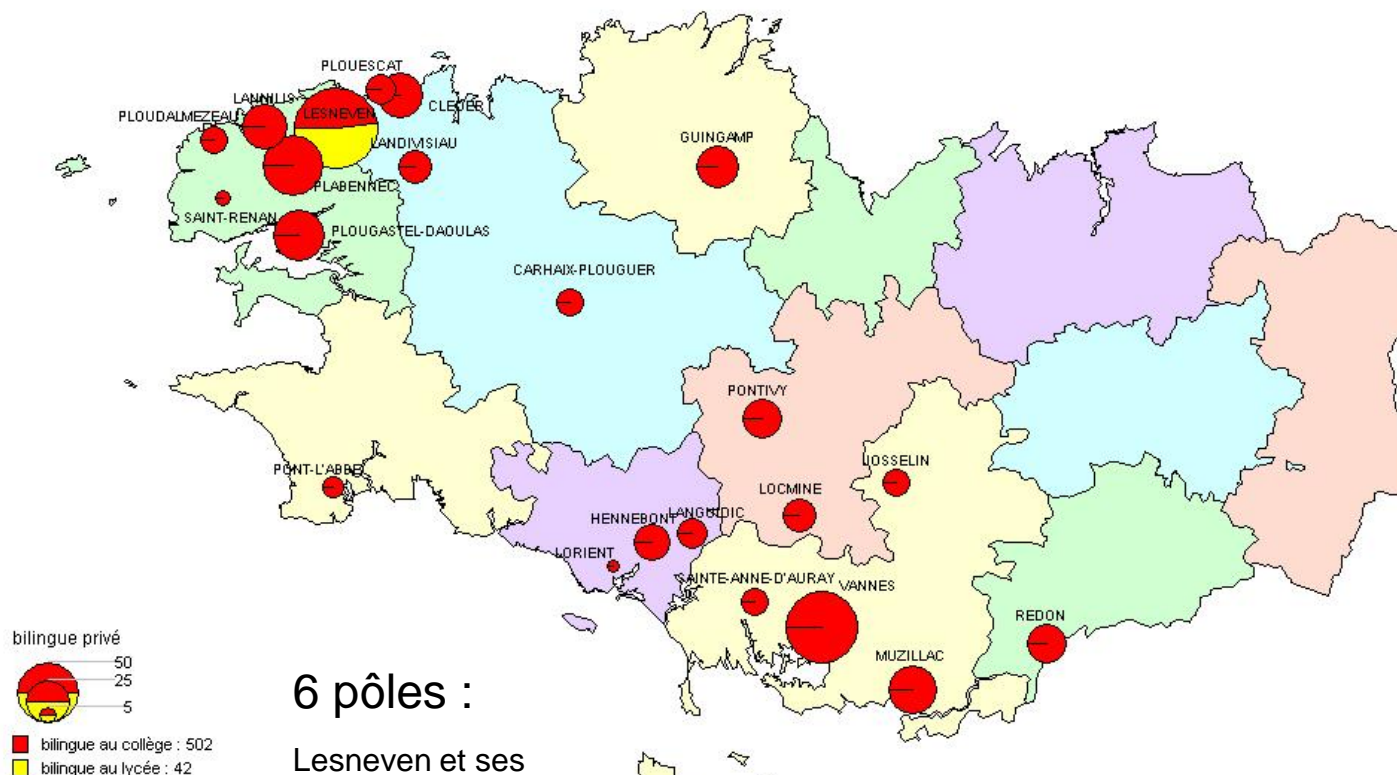 PLOUESCAT
CLEDER
LANNILIS
LESNEVEN
PLOUDALMEZEAU
LANDIVISIAU
GUINGAMP
PLABENNEC
SAINT-RENAN
PLOUGASTEL-DAOULAS
CARHAIX-PLOUGUER
PONTIVY
JOSSELIN
PONT-L'ABBE
LOCMINE
LANGUIDIC
HENNEBONT
LORIENT
SAINTE-ANNE-D'AURAY
VANNES
REDON
MUZILLAC
bilingue privé
50
25
5
bilingue au collège : 502
bilingue au lycée : 42
6 pôles :
Lesneven et ses